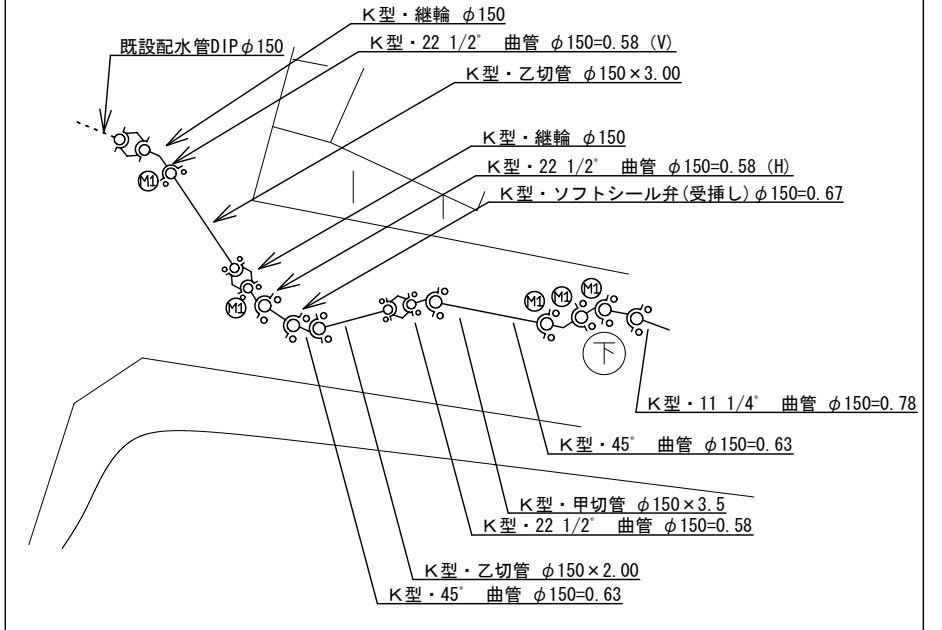 K型・継輪 φ150
K型・22 1/2° 曲管 φ150=0.58 (V)
既設配水管DIPφ150
K型・乙切管 φ150×3.00
K型・継輪 φ150
K型・22 1/2° 曲管 φ150=0.58 (H)
K型・ソフトシール弁(受挿し)φ150=0.67
M1
M1
M1
M1
M1
下
K型・11 1/4° 曲管 φ150=0.78
K型・45° 曲管 φ150=0.63
K型・甲切管 φ150×3.5
K型・22 1/2° 曲管 φ150=0.58
K型・乙切管 φ150×2.00
K型・45° 曲管 φ150=0.63